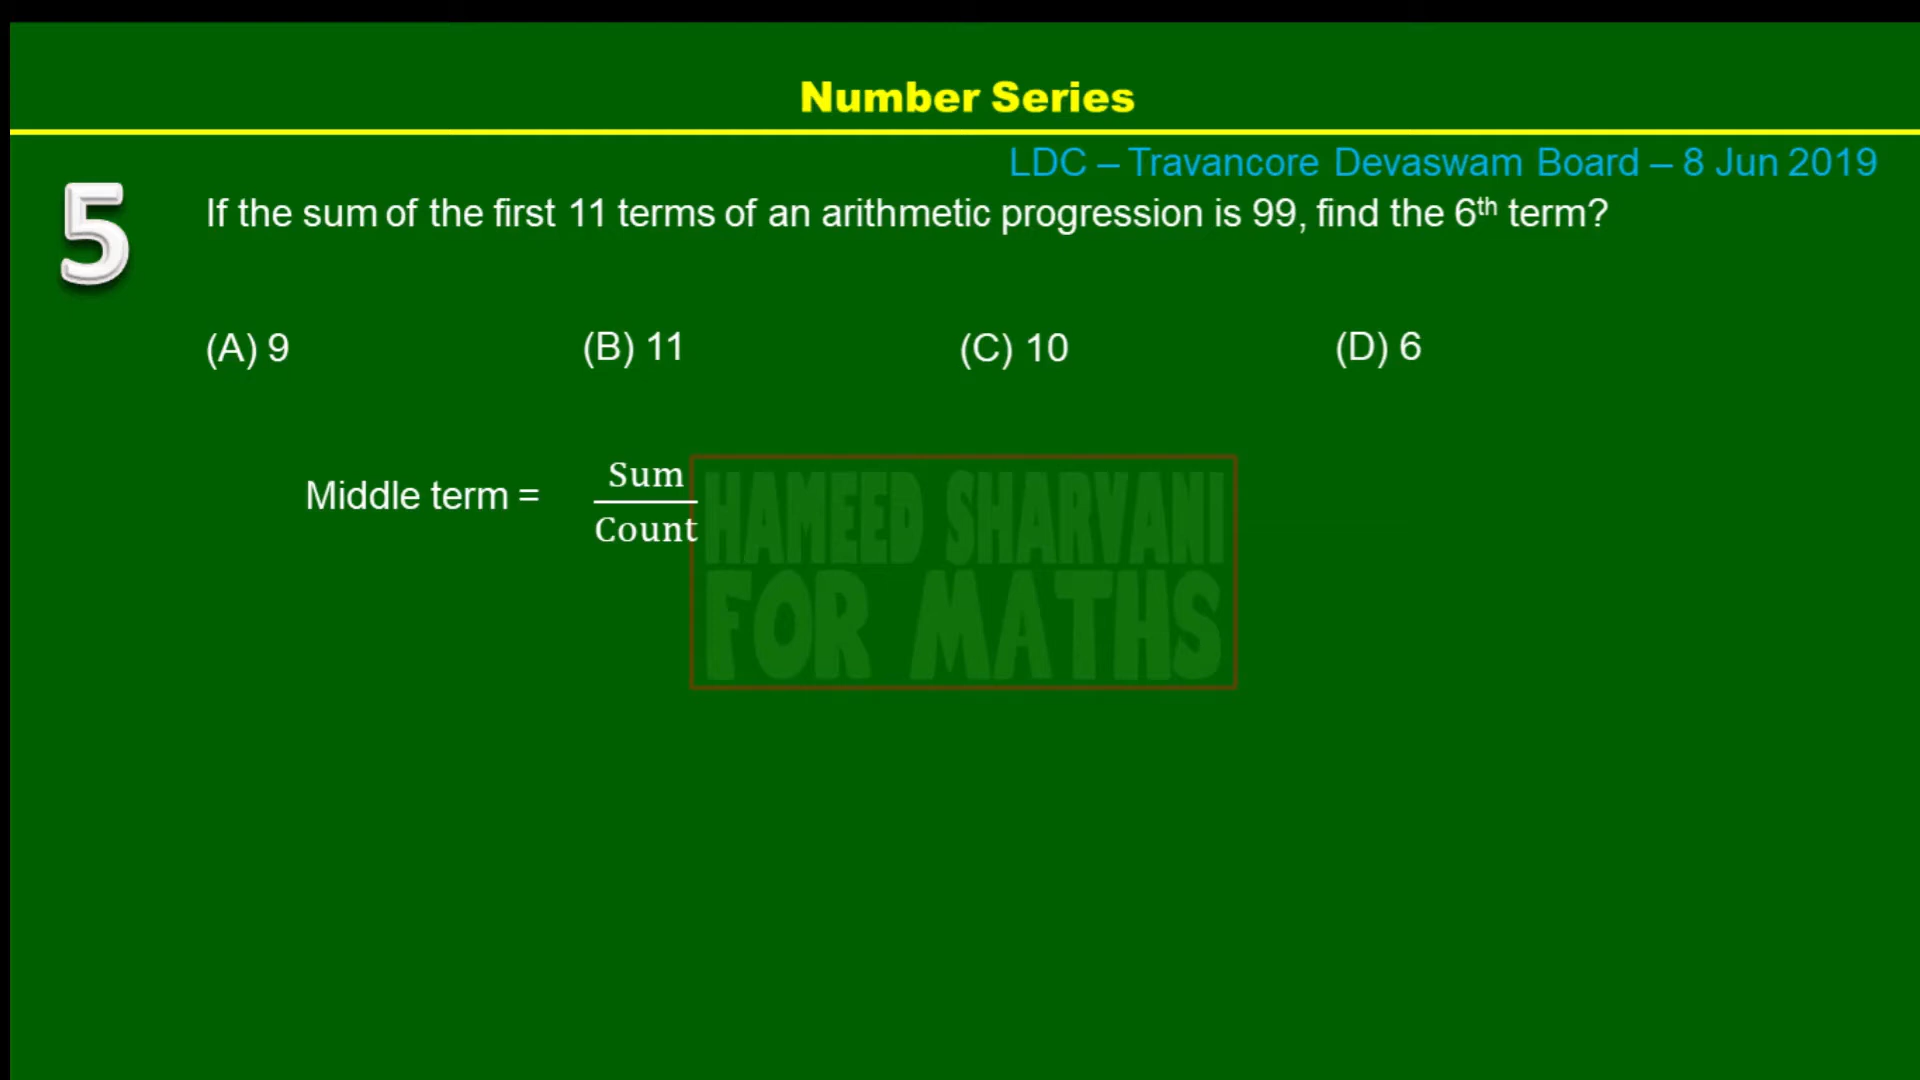 Number Series
LDC – Travancore Devaswam Board – 8 Jun 2019
5
If the sum of the first 11 terms of an arithmetic progression is 99, find the 6th term?
(A) 9 (B) 11 (C) 10 (D) 6
Middle term = Sum
Count
HAMEED SHARVANI
FOR MATHS